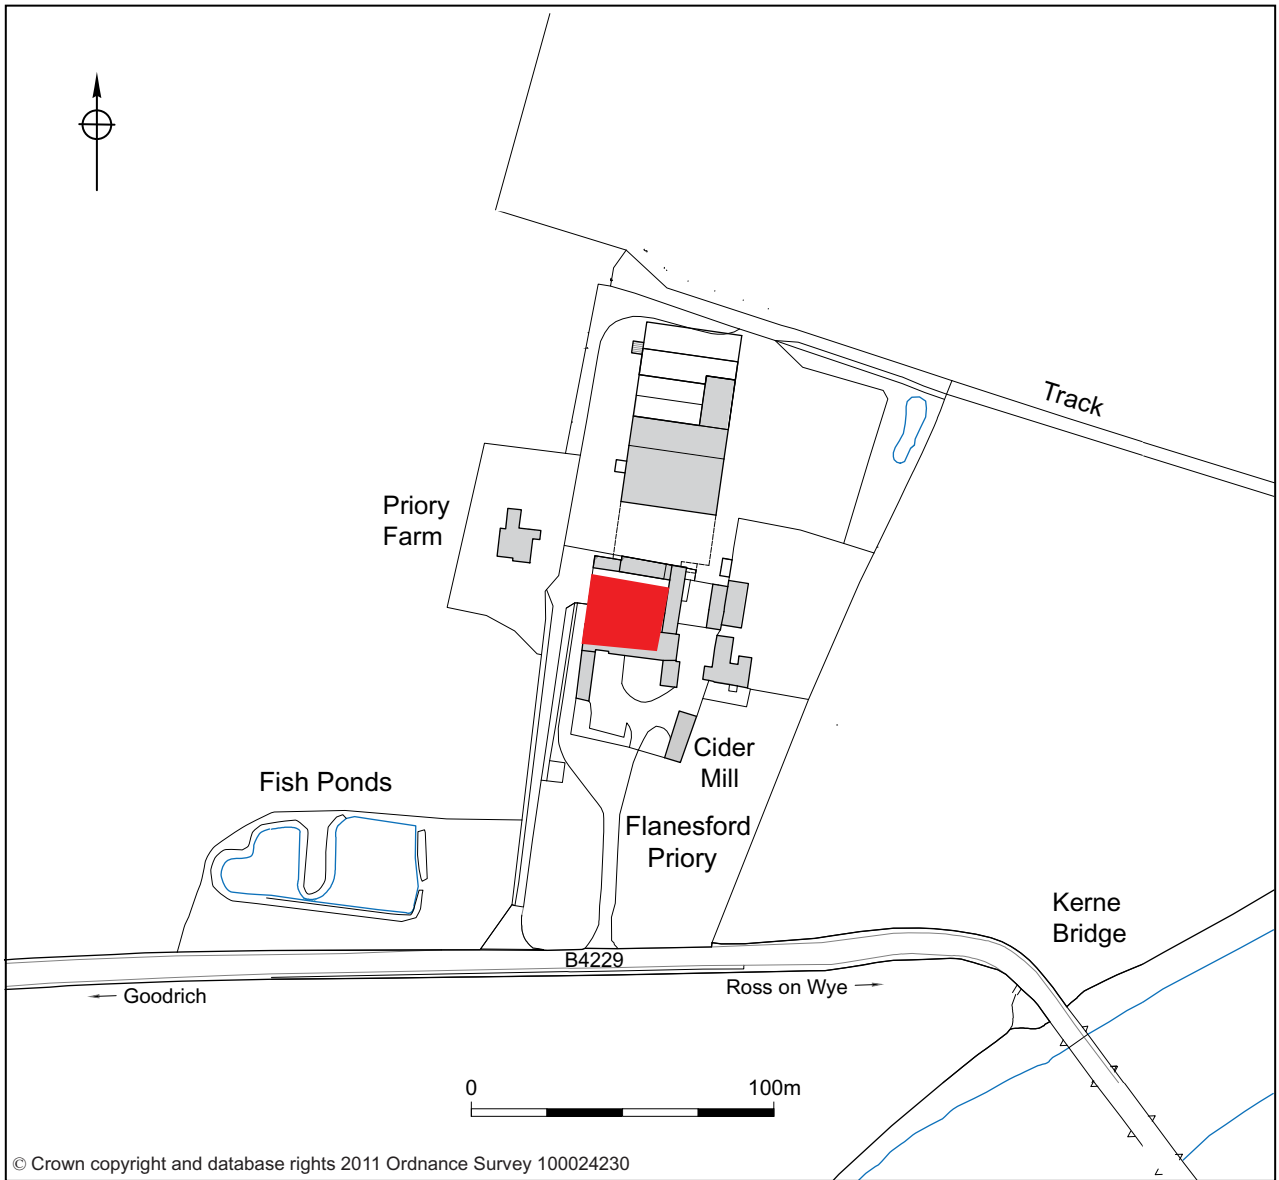 Track
Priory
Farm
Cider
Mill
Fish Ponds
Flanesford
Priory
Kerne
Bridge
B4229
Goodrich
Ross on Wye
0 100m
© Crown copyright and database rights 2011 Ordnance Survey 100024230